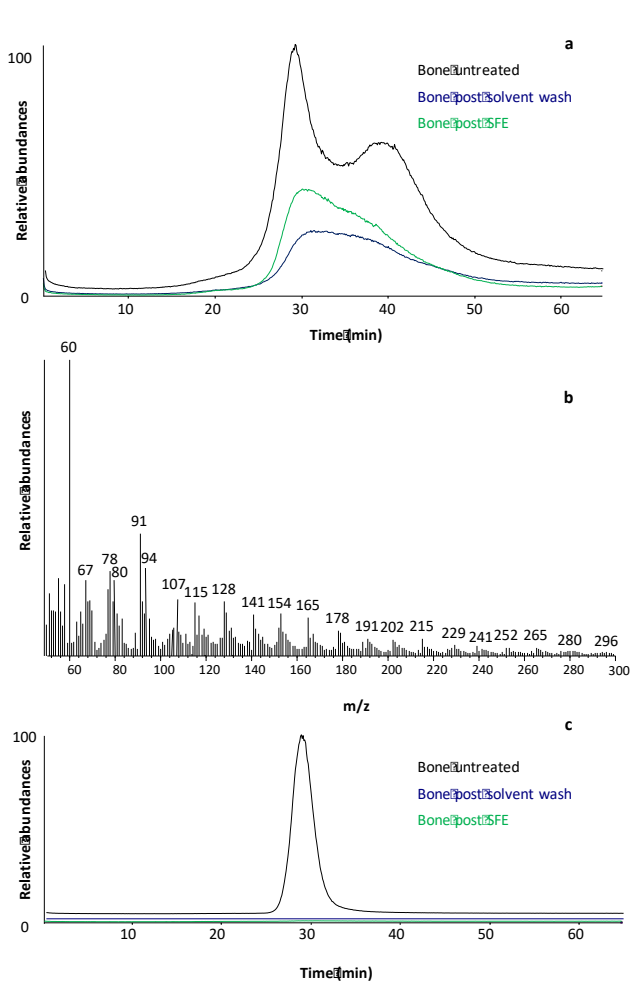 a
100
Bone untreated
Bone post solvent wash
Bone post SFE
Relative abundances
0
10 20 30 40 50 60
Time (min)
60
b
Relative abundances
91
78 94
67 80
107 115 128
141 154 165
178 191 202 215 229 241 252 265 280 296
60 80 100 120 140 160 180 200 220 240 260 280 300
m/z
c
100
Bone untreated
Bone post solvent wash
Bone post SFE
Relative abundances
0
10 20 30 40 50 60
Time (min)